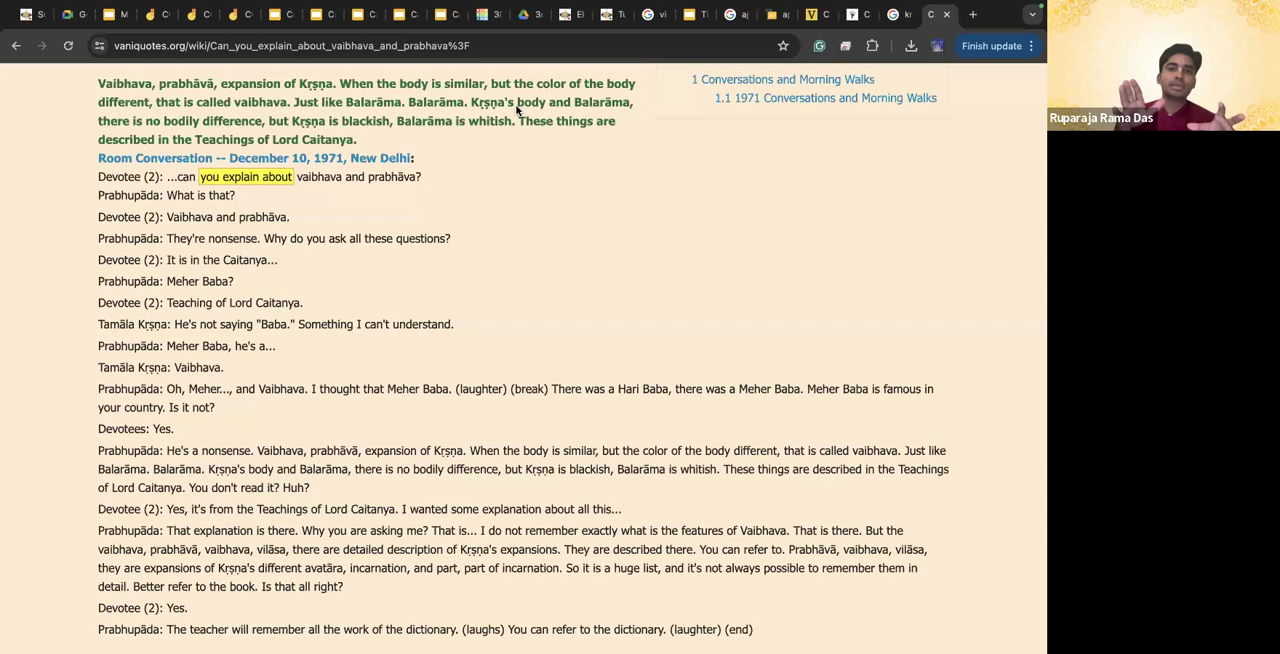 vaniquotes.org/wiki/Can_you_explain_about_vaibhava_and_prabhava%3F
Finish update
Vaibhava, prabhāvā, expansion of Kṛṣṇa. When the body is similar, but the color of the body
different, that is called vaibhava. Just like Balarāma. Balarāma. Kṛṣṇa's body and Balarāma,
there is no bodily difference, but Kṛṣṇa is blackish, Balarāma is whitish. These things are
described in the Teachings of Lord Caitanya.
1 Conversations and Morning Walks
1.1 1971 Conversations and Morning Walks
Ruparaja Rama Das
Room Conversation -- December 10, 1971, New Delhi:
Devotee (2): ...can you explain about vaibhava and prabhāva?
Prabhupāda: What is that?
Devotee (2): Vaibhava and prabhāva.
Prabhupāda: They're nonsense. Why do you ask all these questions?
Devotee (2): It is in the Caitanya...
Prabhupāda: Meher Baba?
Devotee (2): Teaching of Lord Caitanya.
Tamāla Kṛṣṇa: He's not saying "Baba." Something I can't understand.
Prabhupāda: Meher Baba, he's a...
Tamāla Kṛṣṇa: Vaibhava.
Prabhupāda: Oh, Meher..., and Vaibhava. I thought that Meher Baba. (laughter) (break) There was a Hari Baba, there was a Meher Baba. Meher Baba is famous in
your country. Is it not?
Devotees: Yes.
Prabhupāda: He's a nonsense. Vaibhava, prabhāvā, expansion of Kṛṣṇa. When the body is similar, but the color of the body different, that is called vaibhava. Just like
Balarāma. Balarāma. Kṛṣṇa's body and Balarāma, there is no bodily difference, but Kṛṣṇa is blackish, Balarāma is whitish. These things are described in the Teachings
of Lord Caitanya. You don't read it? Huh?
Devotee (2): Yes, it's from the Teachings of Lord Caitanya. I wanted some explanation about all this...
Prabhupāda: That explanation is there. Why you are asking me? That is... I do not remember exactly what is the features of Vaibhava. That is there. But the
vaibhava, prabhāvā, vaibhava, vilāsa, there are detailed description of Kṛṣṇa's expansions. They are described there. You can refer to. Prabhāvā, vaibhava, vilāsa,
they are expansions of Kṛṣṇa's different avatāra, incarnation, and part, part of incarnation. So it is a huge list, and it's not always possible to remember them in
detail. Better refer to the book. Is that all right?
Devotee (2): Yes.
Prabhupāda: The teacher will remember all the work of the dictionary. (laughs) You can refer to the dictionary. (laughter) (end)